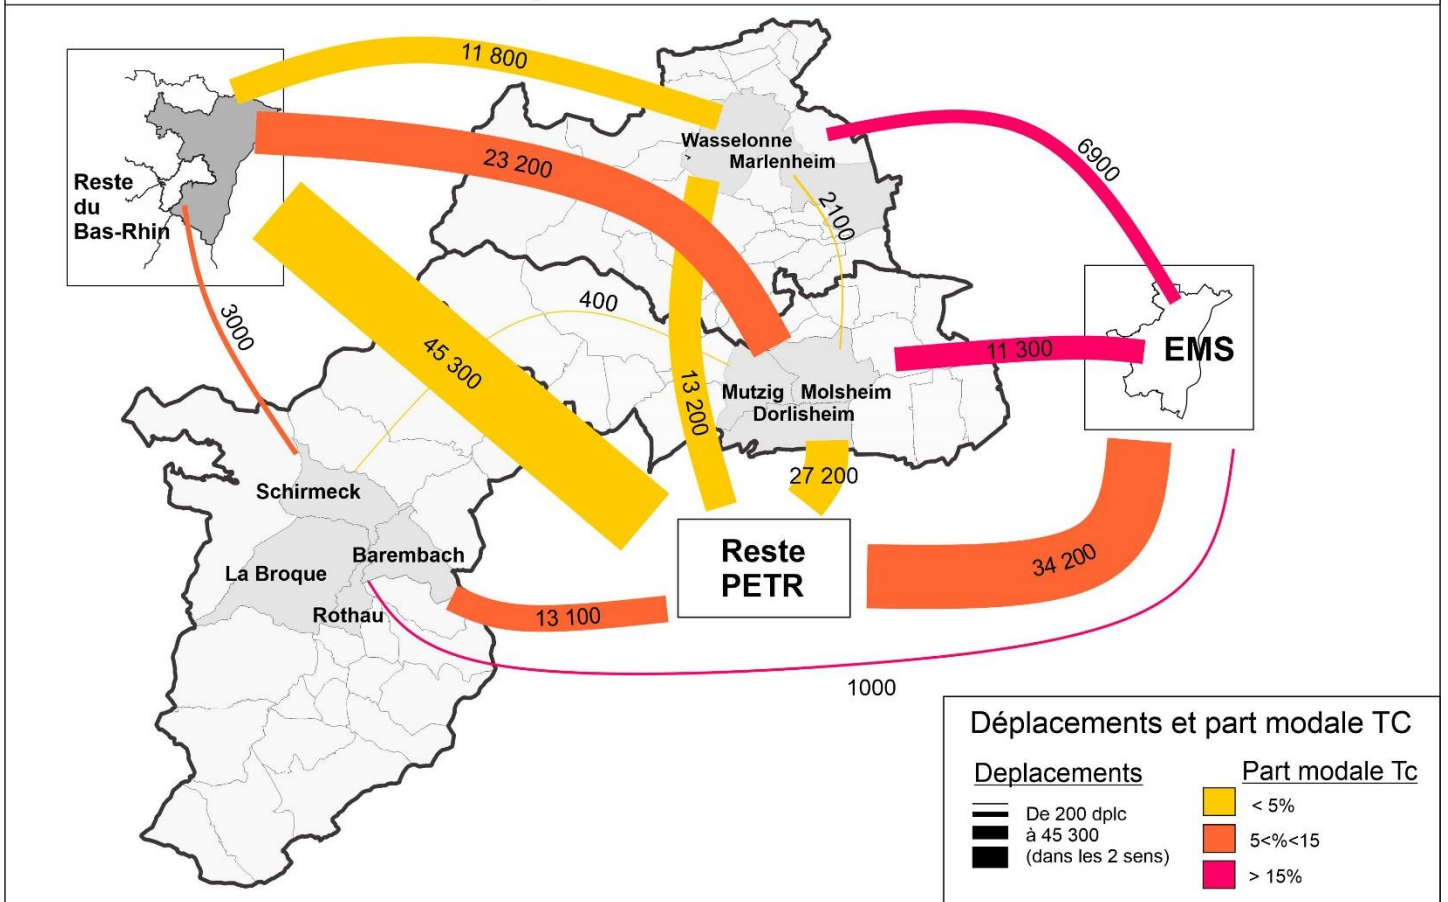 11 800
Wasselonne
Marlenheim
6900
23 200
Reste
du
Bas-Rhin
2100
3000
400
45 300
13 200
11 300
EMS
Mutzig Molsheim
Dorlisheim
27 200
Schirmeck
Barembach
La Broque
Rothau
Reste
PETR
34 200
13 100
1000
Déplacements et part modale TC
Deplacements
De 200 dplc
à 45 300
(dans les 2 sens)
Part modale Tc
< 5%
5<%<15
> 15%